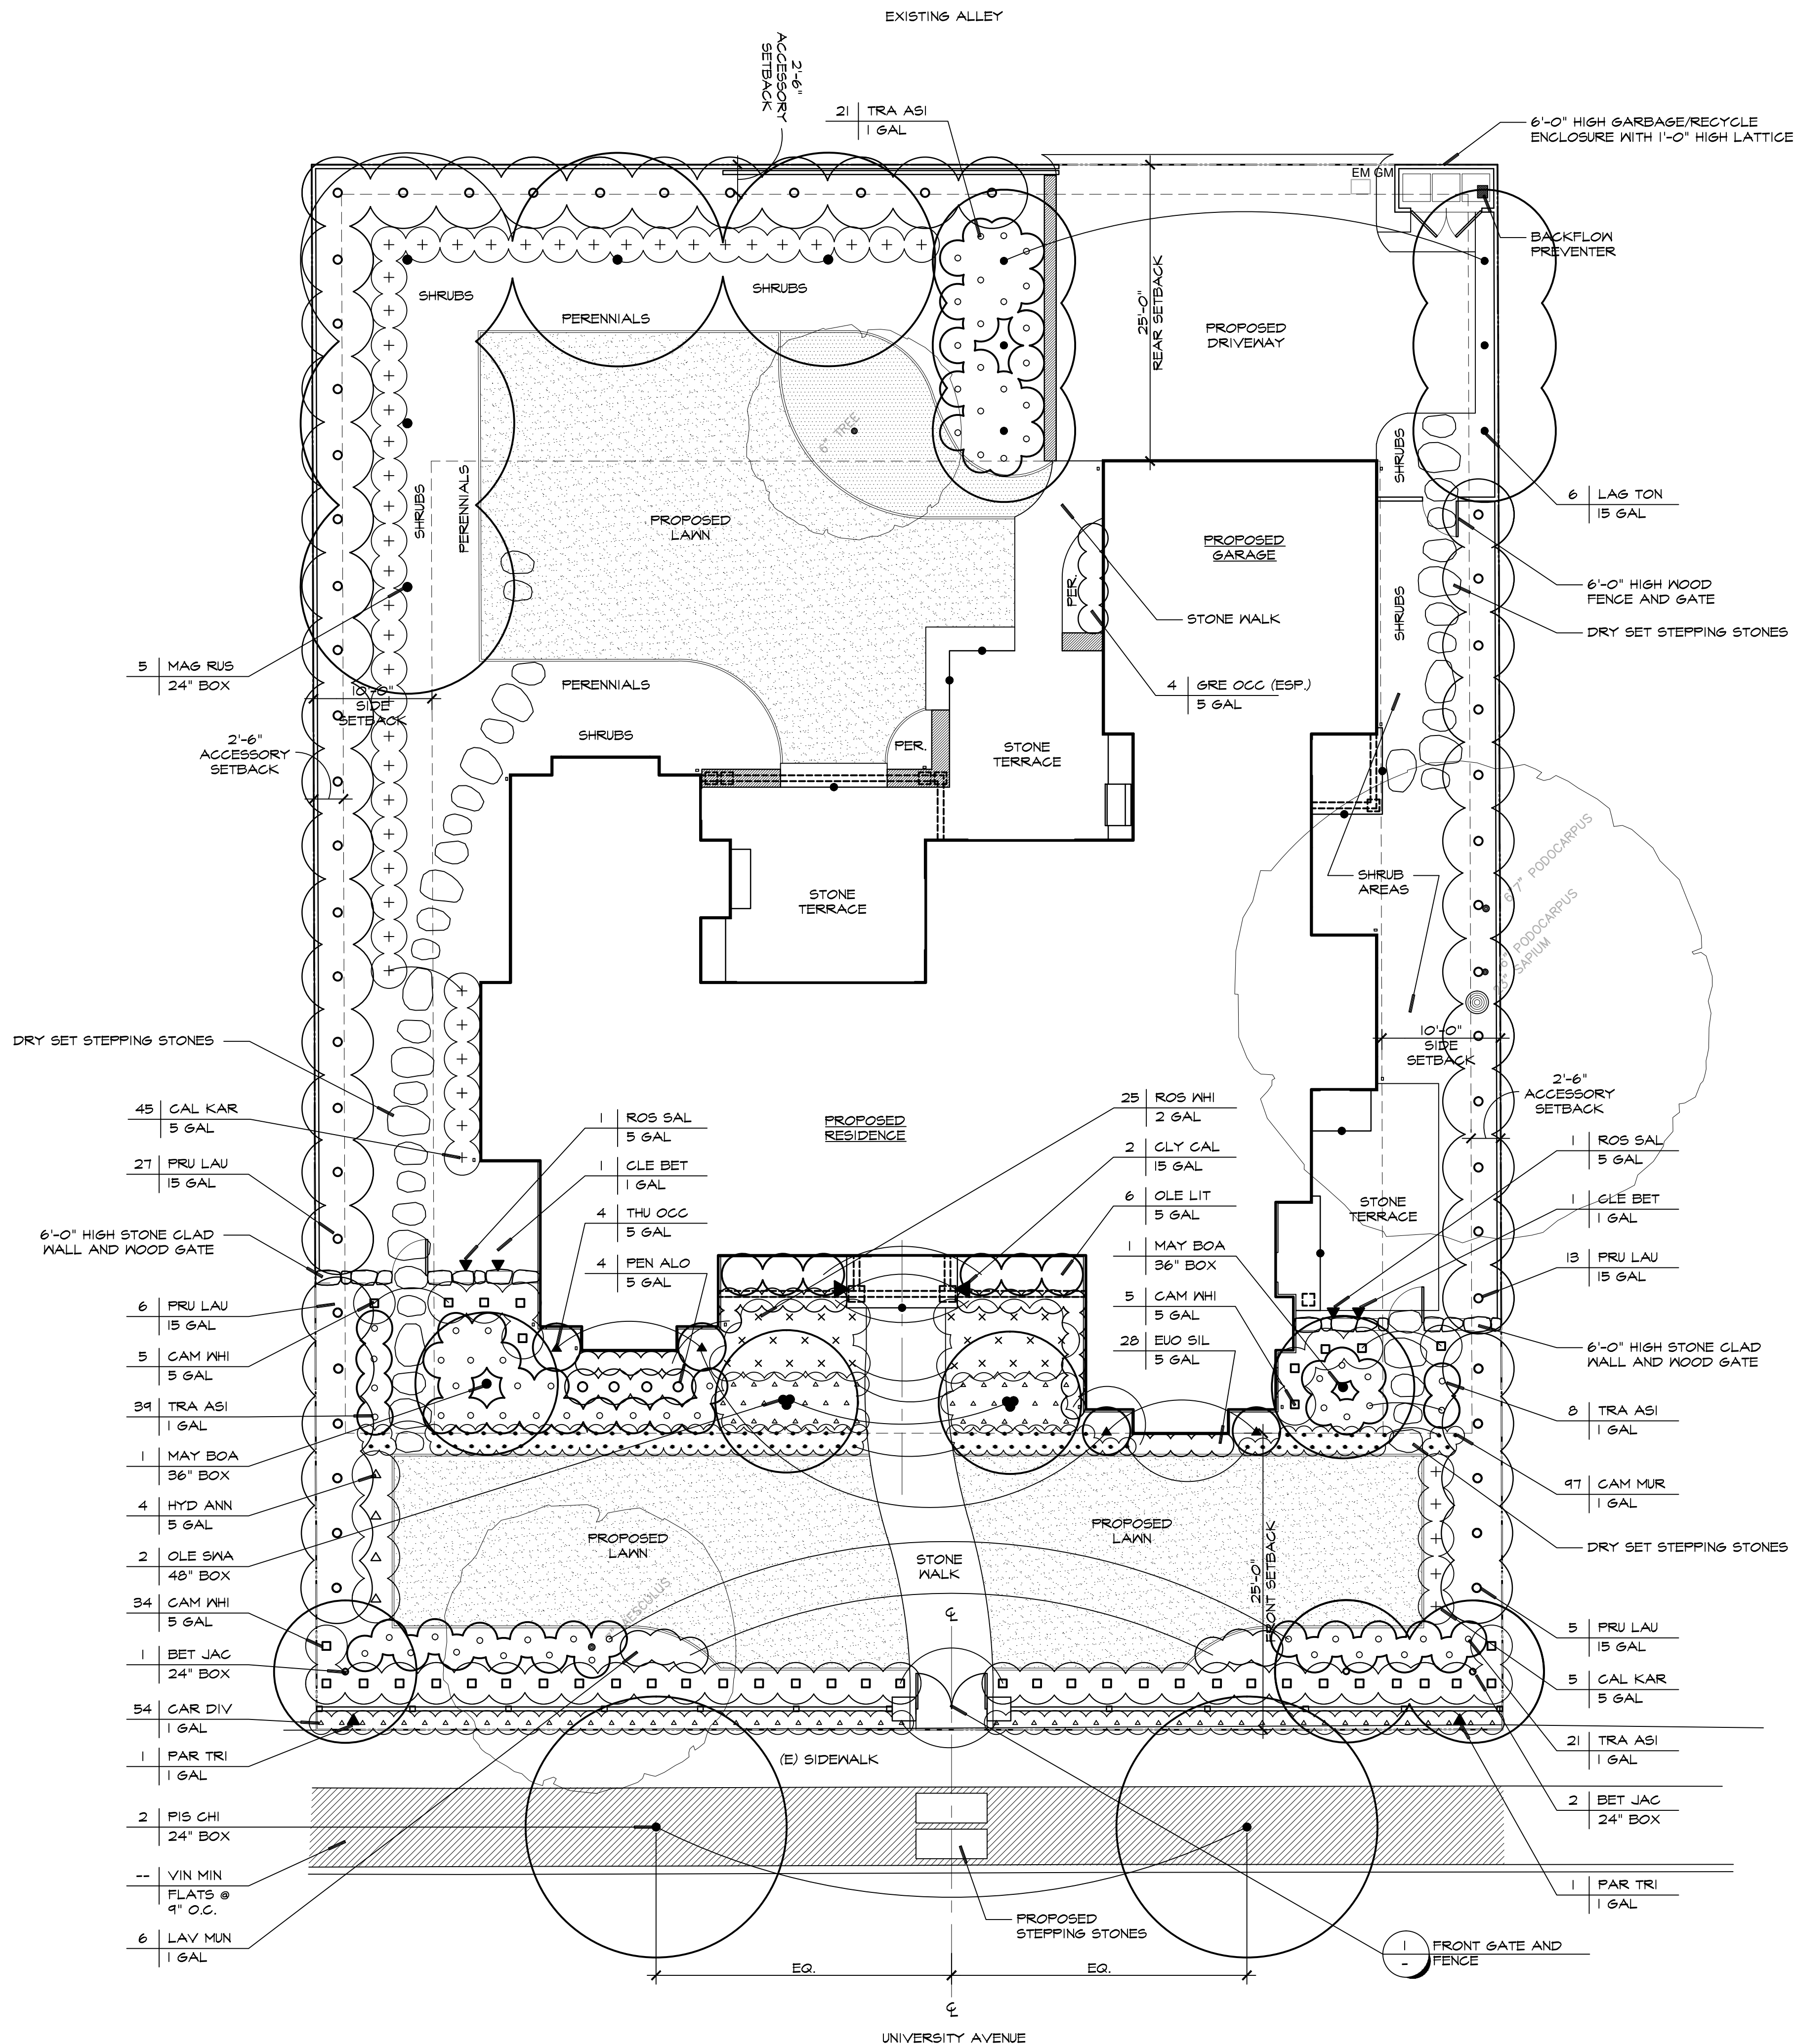 EXISTING ALLEY
2'-6"
ACCESSORY
SETBACK
21 TRA ASI
1 GAL
6'-0" HIGH GARBAGE/RECYCLE
ENCLOSURE WITH 1'-0" HIGH LATTICE
EM GM
BACKFLOW
PREVENTER
SHRUBS
SHRUBS
PERENNIALS
25'-0"
REAR SETBACK
PROPOSED
DRIVEWAY
6" TREE
SHRUBS
PERENNIALS
SHRUBS
6 LAG TON
15 GAL
PROPOSED
LAWN
PROPOSED
GARAGE
PER.
SHRUBS
6'-0" HIGH WOOD
FENCE AND GATE
STONE WALK
DRY SET STEPPING STONES
5 MAG RUS
24" BOX
PERENNIALS
4 GRE OCC (ESP.)
5 GAL
10'-0"
SIDE
SETBACK
2'-6"
ACCESSORY
SETBACK
SHRUBS
PER.
STONE
TERRACE
STONE
TERRACE
SHRUB
AREAS
6"7" PODOCARPUS
6" PODOCARPUS
33" SAPIUM
DRY SET STEPPING STONES
10'-0"
SIDE
SETBACK
2'-6"
ACCESSORY
SETBACK
45 CAL KAR
5 GAL
1 ROS SAL
5 GAL
PROPOSED
RESIDENCE
25 ROS WHI
2 GAL
1 ROS SAL
5 GAL
27 PRU LAU
15 GAL
1 CLE BET
1 GAL
2 CLY CAL
15 GAL
STONE
TERRACE
1 CLE BET
1 GAL
6'-0" HIGH STONE CLAD
WALL AND WOOD GATE
4 THU OCC
5 GAL
6 OLE LIT
5 GAL
4 PEN ALO
5 GAL
1 MAY BOA
36" BOX
13 PRU LAU
15 GAL
6 PRU LAU
15 GAL
5 CAM WHI
5 GAL
5 CAM WHI
5 GAL
28 EUO SIL
5 GAL
6'-0" HIGH STONE CLAD
WALL AND WOOD GATE
39 TRA ASI
1 GAL
8 TRA ASI
1 GAL
1 MAY BOA
36" BOX
97 CAM MUR
1 GAL
4 HYD ANN
5 GAL
PROPOSED
LAWN
PROPOSED
LAWN
DRY SET STEPPING STONES
2 OLE SWA
48" BOX
STONE
WALK
25'-0"
FRONT SETBACK
AESCULUS
34 CAM WHI
5 GAL
5 PRU LAU
15 GAL
1 BET JAC
24" BOX
5 CAL KAR
5 GAL
54 CAR DIV
1 GAL
21 TRA ASI
1 GAL
1 PAR TRI
1 GAL
(E) SIDEWALK
2 BET JAC
24" BOX
2 PIS CHI
24" BOX
-- VIN MIN
FLATS @
9" O.C.
1 PAR TRI
1 GAL
6 LAV MUN
1 GAL
PROPOSED
STEPPING STONES
1 FRONT GATE AND
- FENCE
EQ. EQ.
UNIVERSITY AVENUE